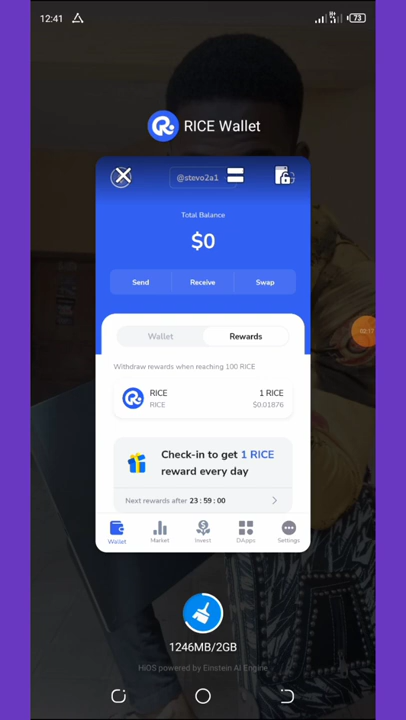 12:41
73
RICE Wallet
@stevo2a1
Total Balance
$0
Send Receive Swap
Wallet Rewards
Withdraw rewards when reaching 100 RICE
RICE 1 RICE
RICE $0.01876
Check-in to get 1 RICE
reward every day
Next rewards after 23 : 59 : 00
Wallet Market Invest DApps Settings
1246MB/2GB
HiOS powered by Einstein AI Engine